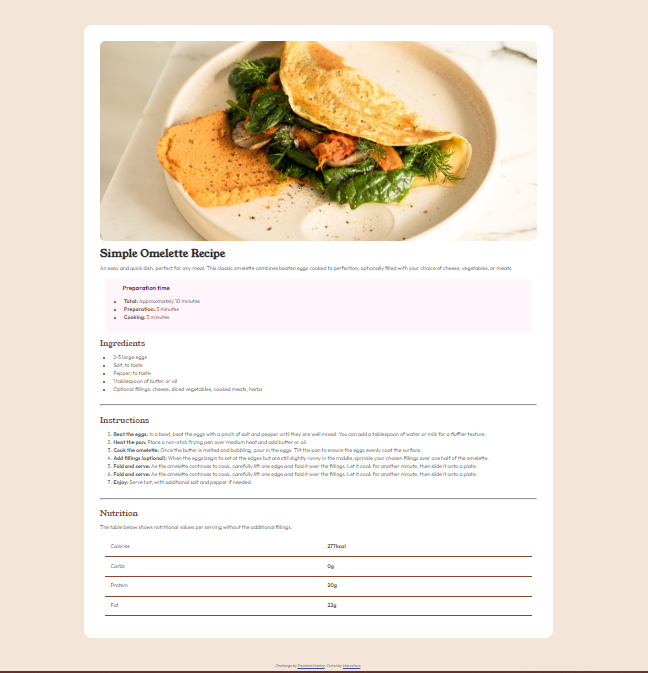 Simple Omelette Recipe
An easy and quick dish, perfect for any meal. This classic omelette combines beaten eggs cooked to perfection, optionally filled with your choice of cheese, vegetables, or meats.
Preparation time
Total: Approximately 10 minutes
Preparation: 5 minutes
Cooking: 5 minutes
Ingredients
2-3 large eggs
Salt, to taste
Pepper, to taste
1 tablespoon of butter or oil
Optional fillings: cheese, diced vegetables, cooked meats, herbs
Instructions
1. Beat the eggs: In a bowl, beat the eggs with a pinch of salt and pepper until they are well mixed. You can add a tablespoon of water or milk for a fluffier texture.
2. Heat the pan: Place a non-stick frying pan over medium heat and add butter or oil.
3. Cook the omelette: Once the butter is melted and bubbling, pour in the eggs. Tilt the pan to ensure the eggs evenly coat the surface.
4. Add fillings (optional): When the eggs begin to set at the edges but are still slightly runny in the middle, sprinkle your chosen fillings over one half of the omelette.
5. Fold and serve: As the omelette continues to cook, carefully lift one edge and fold it over the fillings. Let it cook for another minute, then slide it onto a plate.
6. Fold and serve: As the omelette continues to cook, carefully lift one edge and fold it over the fillings. Let it cook for another minute, then slide it onto a plate.
7. Enjoy: Serve hot, with additional salt and pepper if needed.
Nutrition
The table below shows nutritional values per serving without the additional fillings.
Calories 277kcal
Carbs 0g
Protein 20g
Fat 22g
Challenge by Frontend Mentor. Coded by